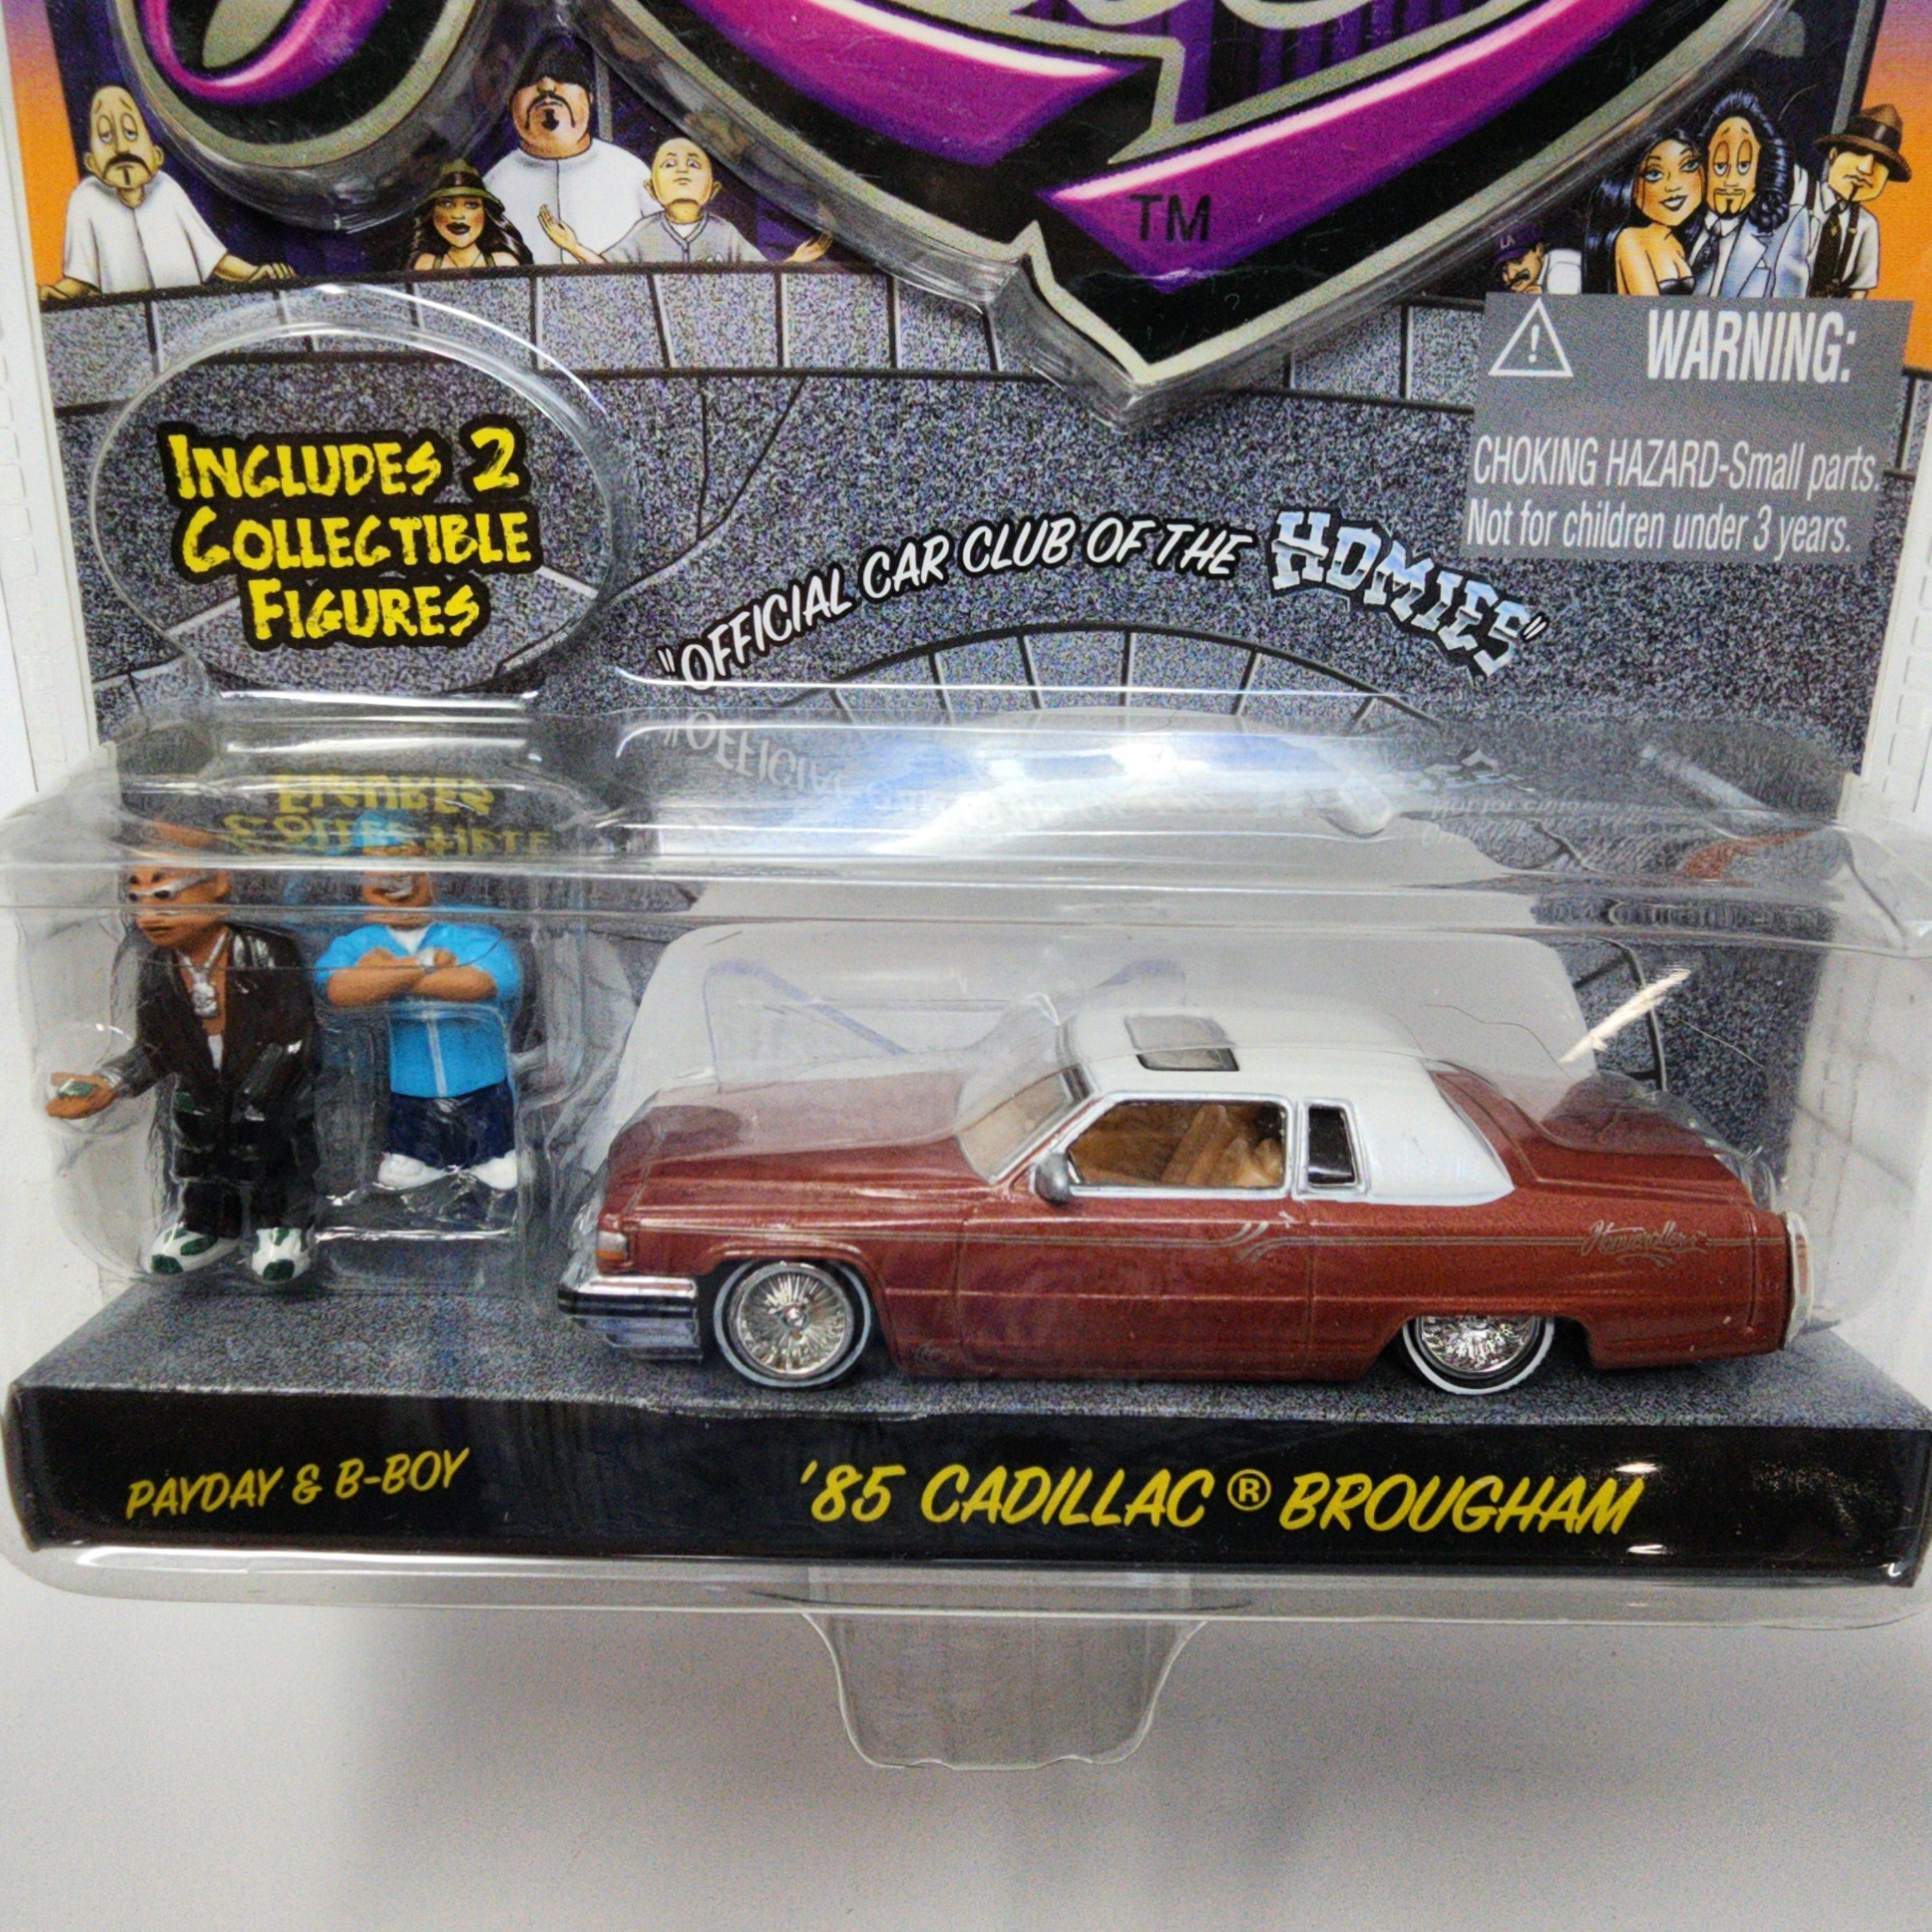 TM
WARNING:
CHOKING HAZARD-Small parts.
Not for children under 3 years.
INCLUDES 2
COLLECTIBLE
FIGURES
"OFFICIAL CAR CLUB OF THE HOMIES"
Homierollerz
PAYDAY & B-BOY
'85 CADILLAC® BROUGHAM